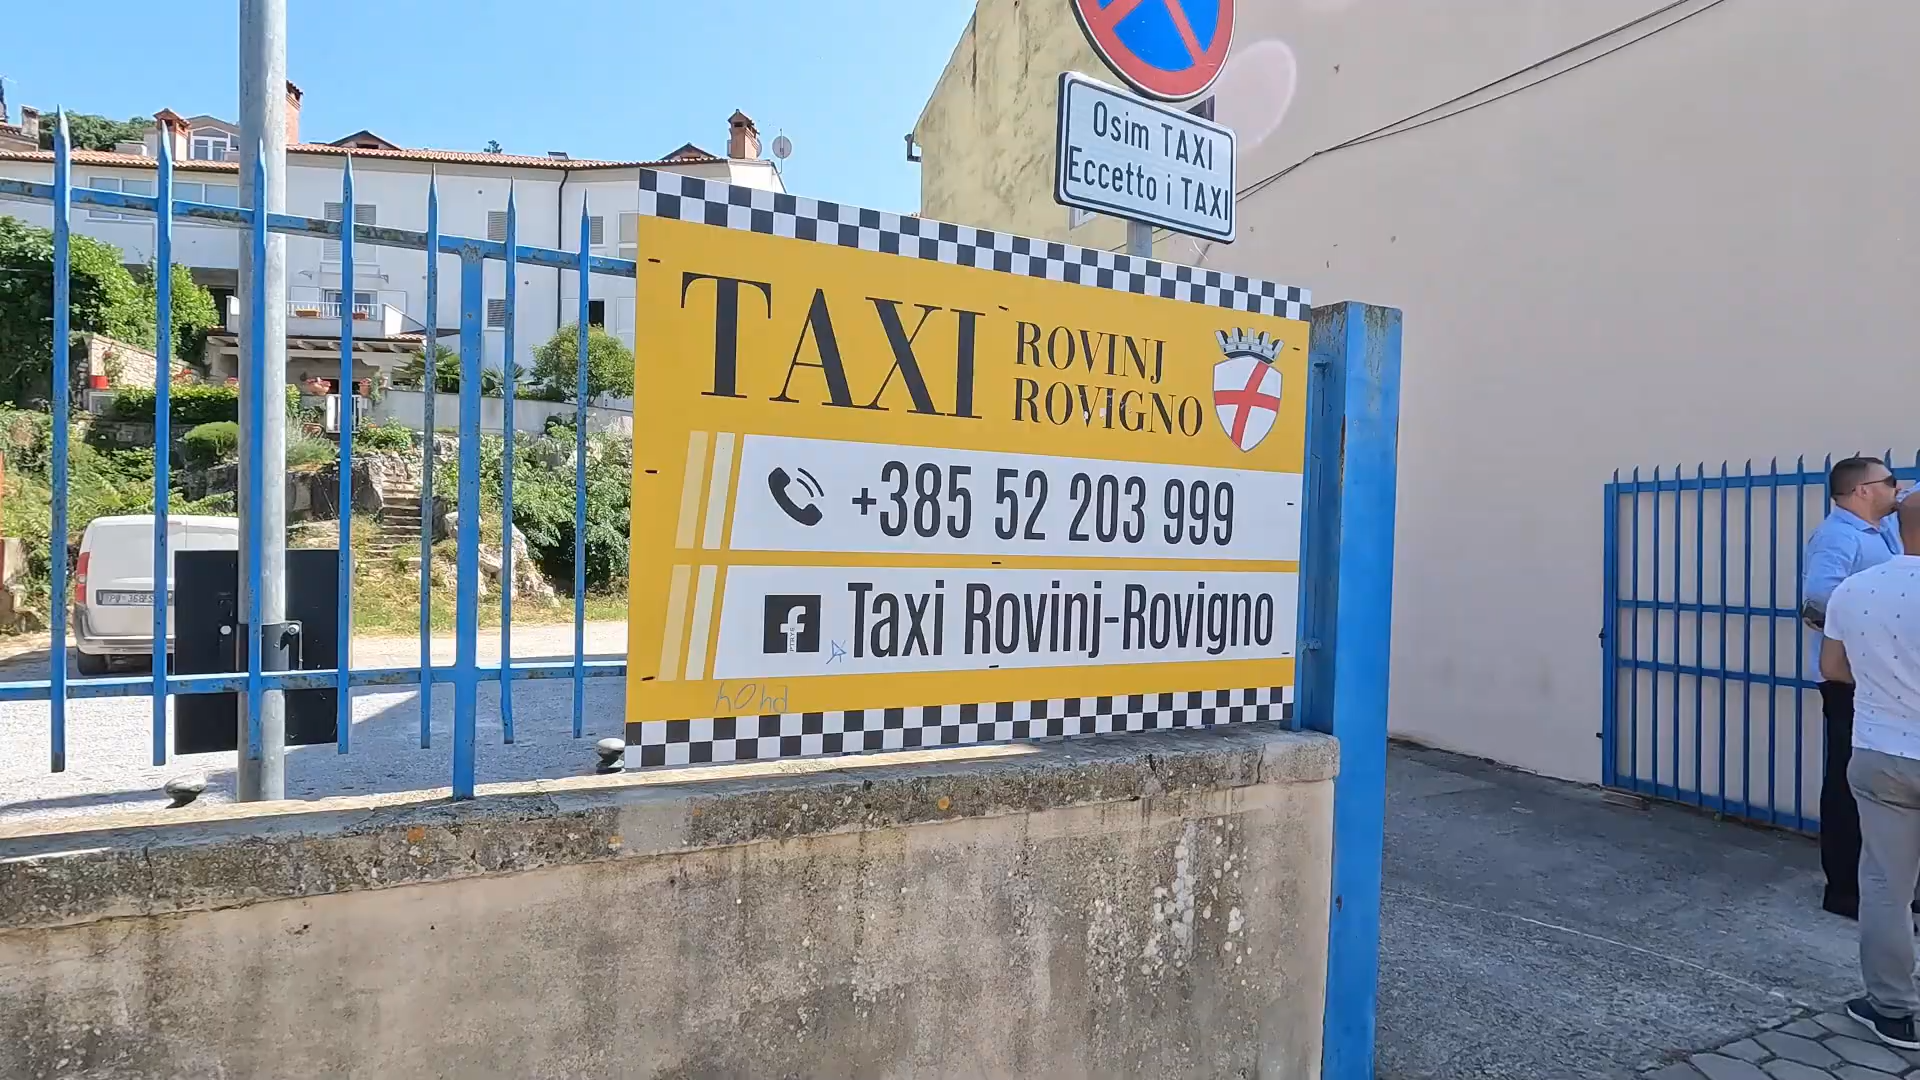 Osim TAXI
Eccetto i TAXI
TAXI ROVINJ
ROVIGNO
+385 52 203 999
Taxi Rovinj-Rovigno